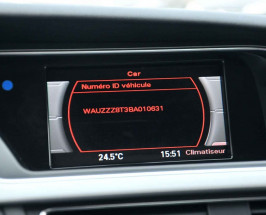 Car
Numéro ID véhicule
WAUZZZ8T3BA010631
24.5°C 15:51 Climatiseur